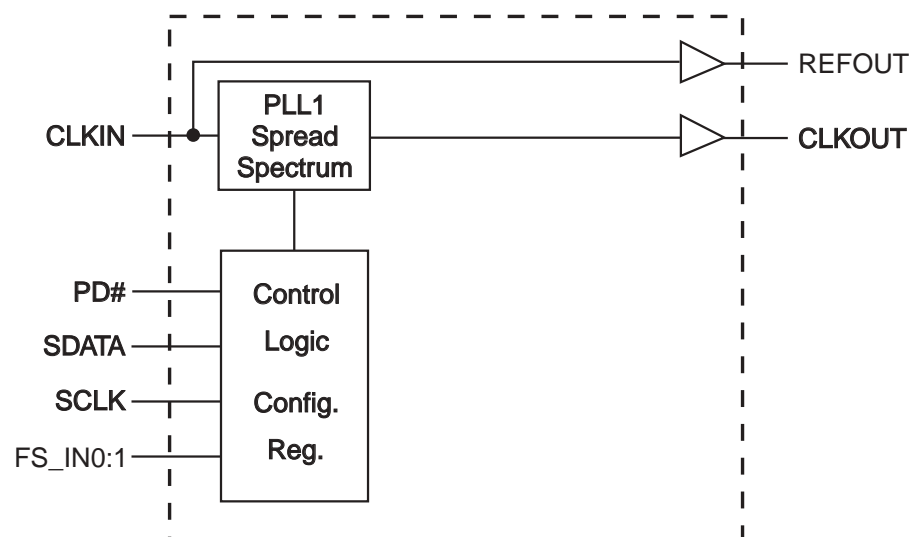 REFOUT
PLL1
Spread
Spectrum
CLKIN
CLKOUT
PD#
SDATA
SCLK
FS_IN0:1
Control
Logic
Config.
Reg.